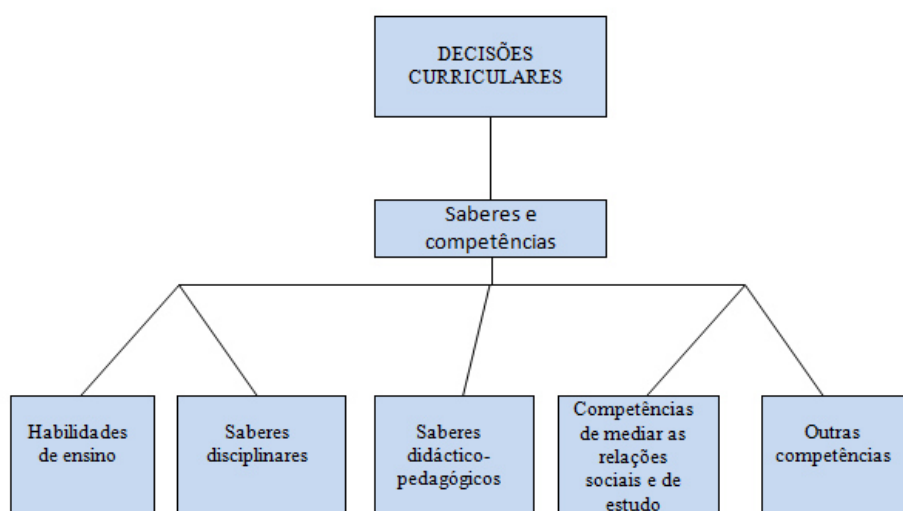 DECISÕES
CURRICULARES
Saberes e
competências
Habilidades
de ensino
Saberes
disciplinares
Saberes
didáctico-
pedagógicos
Competências
de mediar as
relações
sociais e de
estudo
Outras
competências